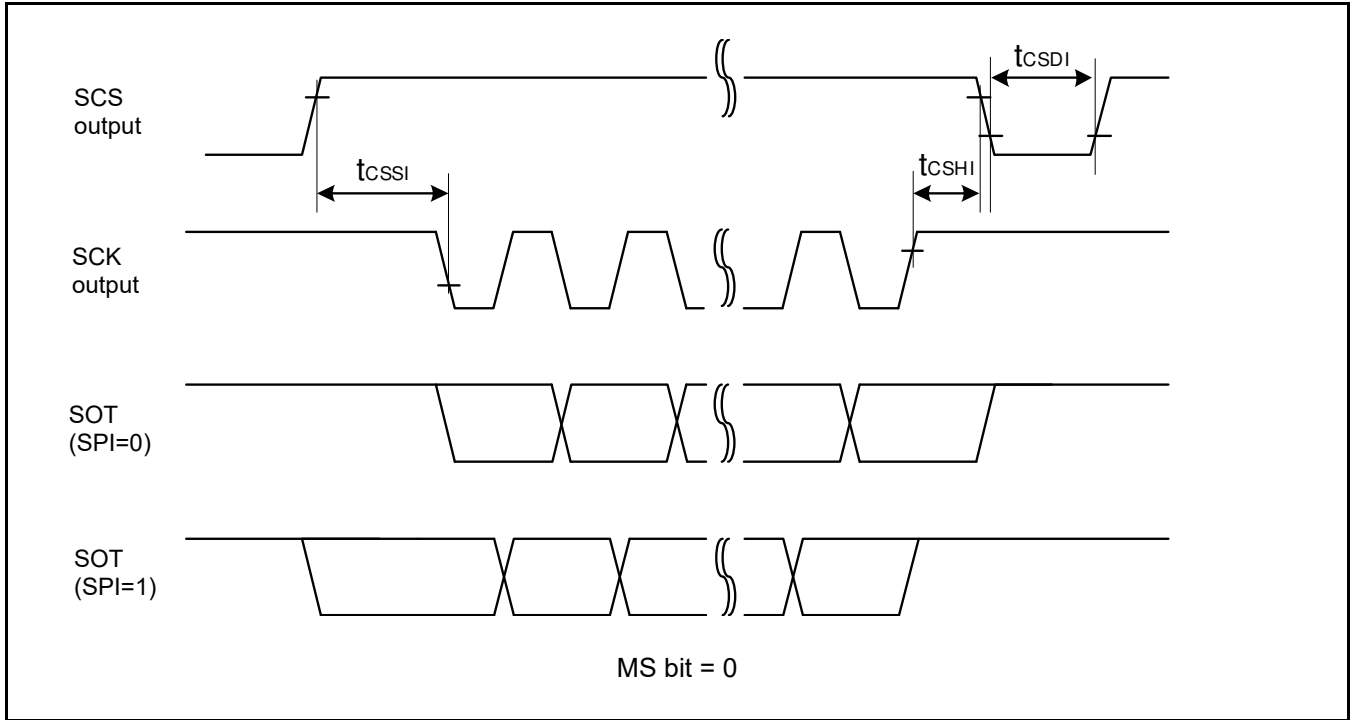 SCS
output
tCSSI
tCSHI
tCSDI
SCK
output
SOT
(SPI=0)
SOT
(SPI=1)
MS bit = 0